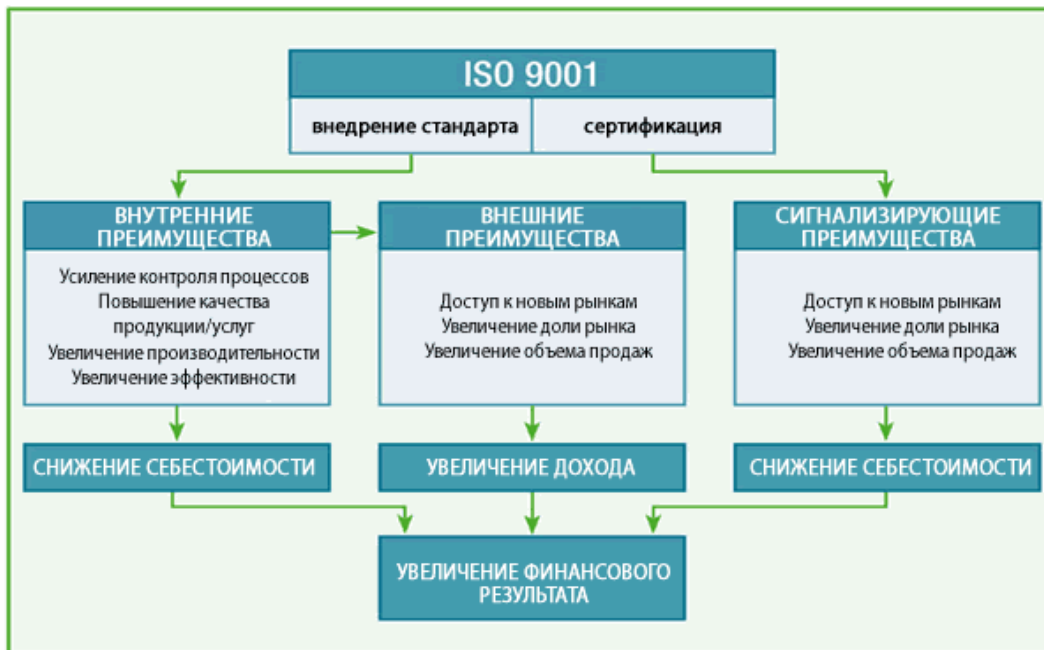 ISO 9001
внедрение стандарта
сертификация
ВНУТРЕННИЕ
ПРЕИМУЩЕСТВА
Усиление контроля процессов
Повышение качества
продукции/услуг
Увеличение производительности
Увеличение эффективности
ВНЕШНИЕ
ПРЕИМУЩЕСТВА
Доступ к новым рынкам
Увеличение доли рынка
Увеличение объема продаж
СИГНАЛИЗИРУЮЩИЕ
ПРЕИМУЩЕСТВА
Доступ к новым рынкам
Увеличение доли рынка
Увеличение объема продаж
СНИЖЕНИЕ СЕБЕСТОИМОСТИ
УВЕЛИЧЕНИЕ ДОХОДА
СНИЖЕНИЕ СЕБЕСТОИМОСТИ
УВЕЛИЧЕНИЕ ФИНАНСОВОГО
РЕЗУЛЬТАТА